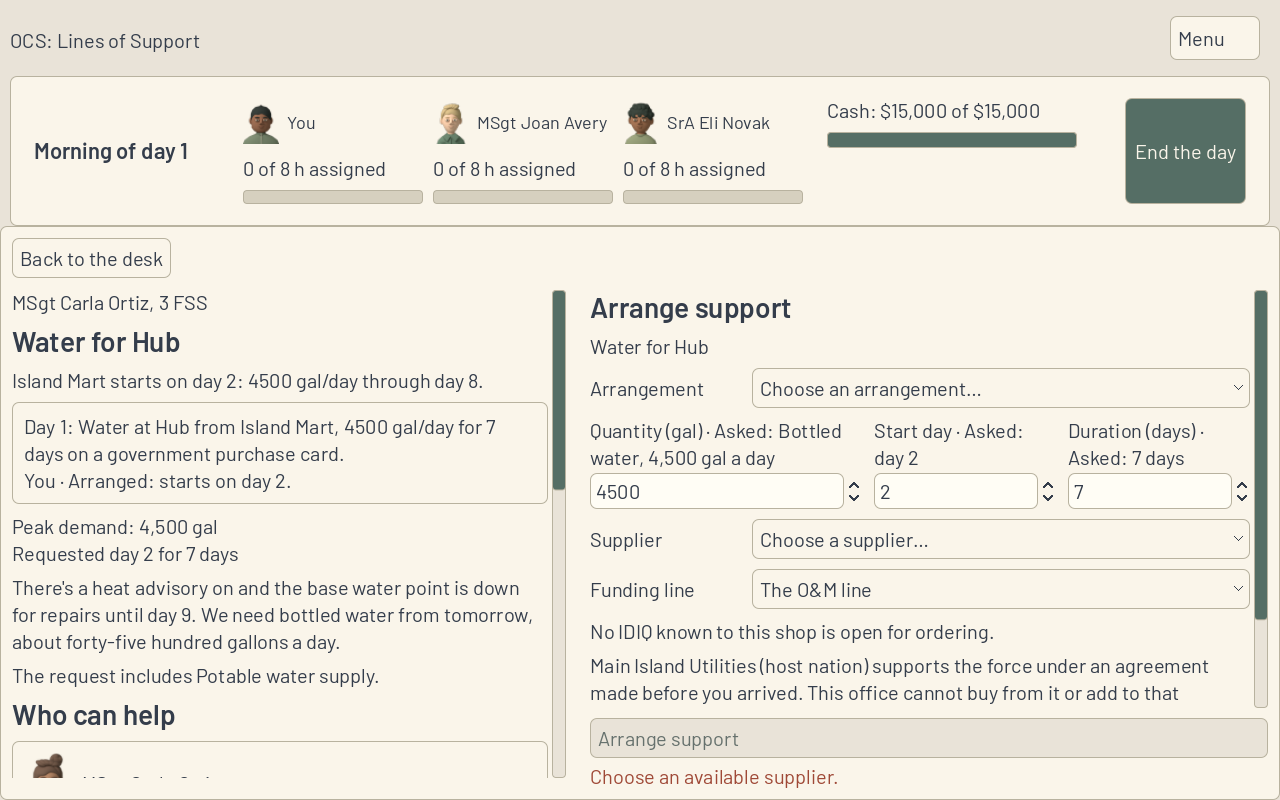 OCS: Lines of Support
Menu
Morning of day 1
You
0 of 8 h assigned
MSgt Joan Avery
0 of 8 h assigned
SrA Eli Novak
0 of 8 h assigned
Cash: $15,000 of $15,000
End the day
Back to the desk
MSgt Carla Ortiz, 3 FSS
Water for Hub
Island Mart starts on day 2: 4500 gal/day through day 8.
Day 1: Water at Hub from Island Mart, 4500 gal/day for 7
days on a government purchase card.
You · Arranged: starts on day 2.
Peak demand: 4,500 gal
Requested day 2 for 7 days
There's a heat advisory on and the base water point is down
for repairs until day 9. We need bottled water from tomorrow,
about forty-five hundred gallons a day.
The request includes Potable water supply.
Who can help
Arrange support
Water for Hub
Arrangement
Choose an arrangement...
Quantity (gal) · Asked: Bottled
water, 4,500 gal a day
4500
Start day · Asked:
day 2
2
Duration (days) ·
Asked: 7 days
7
Supplier
Choose a supplier...
Funding line
The O&M line
No IDIQ known to this shop is open for ordering.
Main Island Utilities (host nation) supports the force under an agreement
made before you arrived. This office cannot buy from it or add to that
Arrange support
Choose an available supplier.